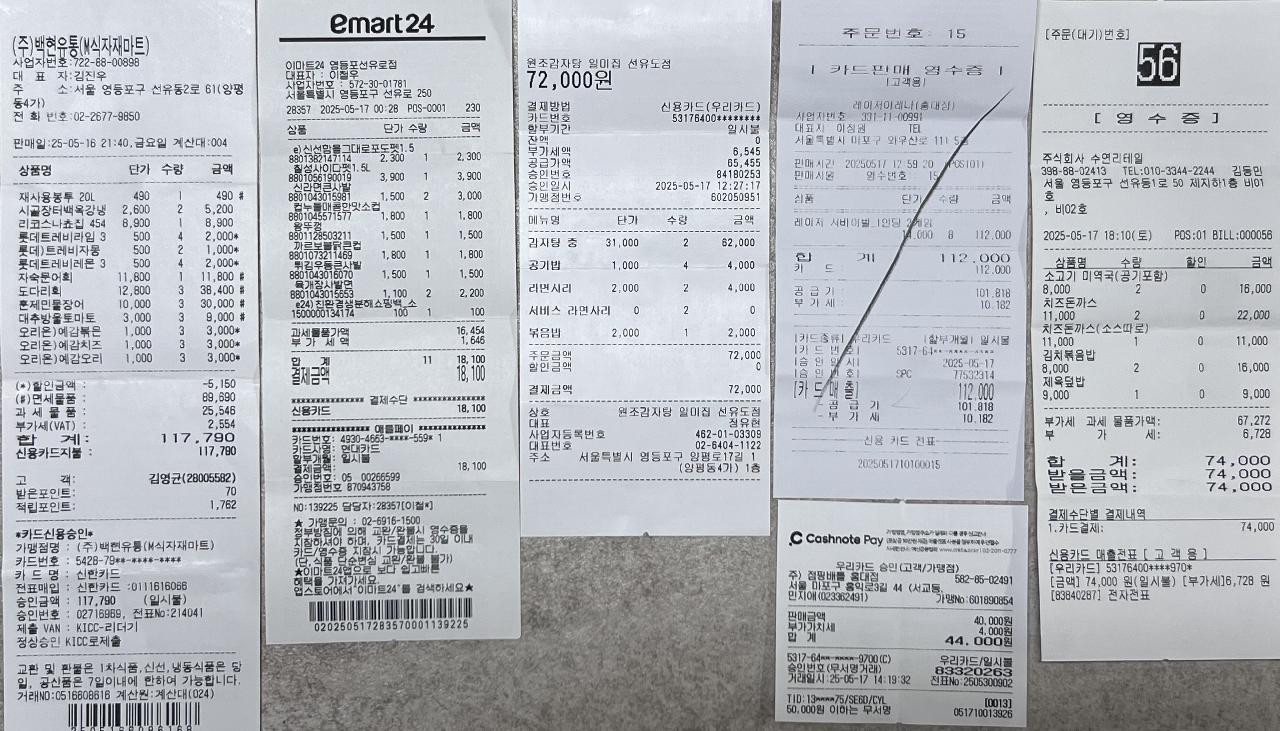 (주)백현유통(M식자재마트)
사업자번호:722-88-00898
대 표 자:김진우
주 소:서울 영등포구 선유동2로 61(양평
동4가)
전 화 번호:02-2677-9850
판매일:25-05-16 21:40,금요일 계산대:004
상품명 단가 수량 금액
재사용봉투 20L 490 1 490 #
시골장터백옥강냉 2,600 2 5,200
리코스나쵸칩 454 8,900 1 8,900
롯데트레비라임 3 500 4 2,000*
롯데)트레비자몽 500 2 1,000*
롯데트레비레몬 3 500 4 2,000*
자숙문어회 11,800 1 11,800 #
도다리회 12,800 3 38,400 #
훈제민물장어 10,000 3 30,000 #
대추방울토마토 3,000 3 9,000 #
오리온)예감볶은 1,000 3 3,000*
오리온)예감치즈 1,000 3 3,000*
오리온)예감오리 1,000 3 3,000*
(*)할인금액 : -5,150
(#)면세물품 : 89,690
과 세 물 품 : 25,546
부가세(VAT) : 2,554
합 계: 117,790
신용카드지불 : 117,790
고 객: 김영균(28005582)
받은포인트: 70
적립포인트: 1,762
*카드신용승인*
가맹점명 : (주)백현유통(M식자재마트)
카드번호 : 5428-79**-****-****
카 드 명 : 신한카드
전표매입 : 신한카드 :0111616066
승인금액 : 117,790 (일시불)
승인번호 : 02716969, 전표No:214041
제출 VAN : KICC-리더기
정상승인 KICC로제출
교환 및 환불은 1차식품,신선,냉동식품은 당
일, 공산품은 7일이내에 한하여 가능합니다.
거래NO:0516608616 계산원:계산대(024)
emart24
이마트24 영등포선유로점
대표자 : 이철우
사업자번호 : 572-30-01781
서울특별시 영등포구 선유로 250
28357 2025-05-17 00:28 POS-0001 230
상품 단가 수량 금액
e)신선함그대로포도펫1.5
8801382147114 2,300 1 2,300
칠성사이다펫1.5L
8801056190019 3,900 1 3,900
신라면큰사발
8801043015981 1,500 2 3,000
컵누들매콤한맛소컵
8801045571577 1,800 1 1,800
왕뚜껑
8801128503211 1,500 1 1,500
까르보불닭큰컵
8801073211469 1,800 1 1,800
튀김우동큰사발
8801043016070 1,500 1 1,500
육개장사발면
8801043015653 1,100 2 2,200
e24)친환경생분해쇼핑백_소
1500000134174 100 1 100
과세물품가액 16,454
부 가 세 액 1,646
합 계 11 18,100
결제금액 18,100
결제수단
신용카드 18,100
애플페이
카드번호: 4930-4663-****-559* 1
카드사명: 현대카드
할부개월: 일시불
결제금액: 18,100
승인번호: 05 00266599
가맹점번호 870943758
NO:139225 담당자:28357[이철*]
★ 가맹문의 : 02-6916-1500
정부방침에 의해 교환/환불시 영수증을
지참하셔야 하며, 카드결제는 30일 이내
카드/영수증 지참시 가능합니다.
(단, 식품 단순변심 교환/환불 불가)
★이마트24앱으로 보다 쉽고빠른
혜택을 가져가세요.
앱스토어에서"이마트24"를 검색하세요★
0202505172835700001139225
원조감자탕 일미집 선유도점
72,000원
결제방법 신용카드(우리카드)
카드번호 53176400********
할부기간 일시불
잔액 0
부가세액 6,545
공급가액 65,455
승인번호 84180253
승인일시 2025-05-17 12:27:17
가맹점번호 602050951
메뉴명 단가 수량 금액
감자탕 중 31,000 2 62,000
공기밥 1,000 4 4,000
라면사리 2,000 2 4,000
서비스 라면사리 0 2 0
볶음밥 2,000 1 2,000
주문금액 72,000
할인금액 0
결제금액 72,000
상호 원조감자탕 일미집 선유도점
대표 정유현
사업자등록번호 462-01-03309
대표번호 02-6404-1122
주소 서울특별시 영등포구 양평로17길 1
(양평동4가) 1층
주문번호: 15
| 카드판매 영수증 |
[고객용]
레이저아레나(홍대점)
사업자번호 331-11-00991
대표자 이성원 TEL
서울특별시 마포구 와우산로 111 5층
판매시간 20250517 12:59:20 (POS101)
판매시원 영수번호: 15
상품 단가 수량 금액
레이저 서바이벌_1인당 2게임
14,000 8 112,000
합 계 112,000
카 드 : 112,000
공 급 가 : 101,818
부 가 세 : 10,182
[카드종류] 우리카드 [할부개월] 일시불
[카 드 번 호] 5317-64**-****-****
[승 인 일 시] 2025-05-17
[승 인 번 호] SPC 77532314
[카 드 매 출] 112,000
공 급 가 101,818
부 가 세 10,182
신용 카드 전표
2025051710100015
Cashnote Pay
우리카드 승인(고객/가맹점)
주) 점핑배틀 홍대점 582-85-02491
서울 마포구 홍익로3길 44 (서교동,
민지애(023362491) 가맹No:601890854
판매금액 40,000원
부가가치세 4,000원
합 계 44,000원
5317-64**-****-9700(C) 우리카드/일시불
승인번호(무서명거래) 83320263
거래일시:25-05-17 14:19:32 전표No:2505300902
TID:13****75/SE6D/CYL [0013]
50,000원 이하는 무서명 051710013926
[주문(대기)번호]
56
[ 영 수 증 ]
주식회사 수연리테일
398-88-02413 TEL:010-3344-2244 김동민
서울 영등포구 선유동1로 50 제지하1층 비01
호
, 비02호
2025-05-17 18:10(토) POS:01 BILL:000056
상품명 수량 할인 금액
소고기 미역국(공기포함)
8,000 2 0 16,000
치즈돈까스
11,000 2 0 22,000
치즈돈까스(소스따로)
11,000 1 0 11,000
김치볶음밥
8,000 2 0 16,000
제육덮밥
9,000 1 0 9,000
부가세 과세 물품가액: 67,272
부 가 세: 6,728
합 계: 74,000
받을금액: 74,000
받은금액: 74,000
결제수단별 결제내역
1.카드결제: 74,000
신용카드 매출전표 [ 고 객 용 ]
[우리카드] 53176400****970*
[금액] 74,000 원(일시불) [부가세]6,728 원
[83840287] 전자전표